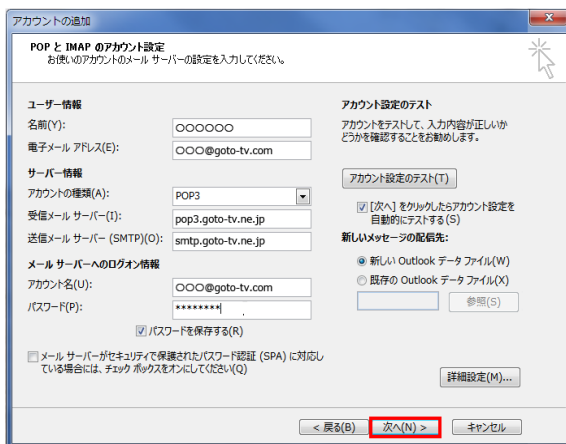 アカウントの追加
POP と IMAP のアカウント設定
お使いのアカウントのメール サーバーの設定を入力してください。
ユーザー情報
名前(Y):
○○○○○○
電子メール アドレス(E):
○○○@goto-tv.com
サーバー情報
アカウントの種類(A):
POP3
受信メール サーバー(I):
pop3.goto-tv.ne.jp
送信メール サーバー (SMTP)(O):
smtp.goto-tv.ne.jp
メール サーバーへのログオン情報
アカウント名(U):
○○○@goto-tv.com
パスワード(P):
********
パスワードを保存する(R)
メール サーバーがセキュリティで保護されたパスワード認証 (SPA) に対応し
ている場合には、チェック ボックスをオンにしてください(Q)
アカウント設定のテスト
アカウントをテストして、入力内容が正しいか
どうかを確認することをお勧めします。
アカウント設定のテスト(T)
[次へ] をクリックしたらアカウント設定を
自動的にテストする(S)
新しいメッセージの配信先:
新しい Outlook データ ファイル(W)
既存の Outlook データ ファイル(X)
参照(S)
詳細設定(M)...
< 戻る(B)
次へ(N) >
キャンセル